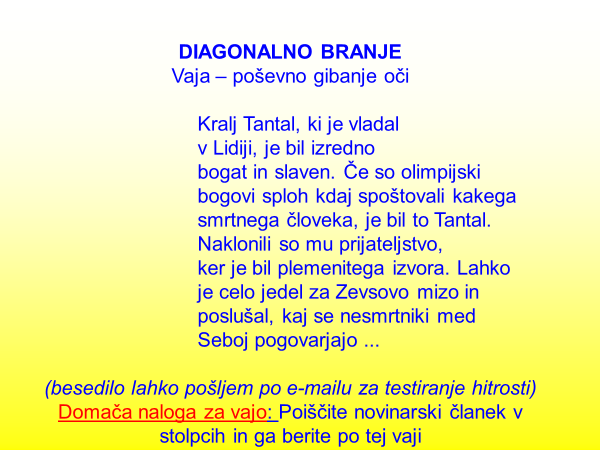 DIAGONALNO BRANJE
Vaja – poševno gibanje oči
Kralj Tantal, ki je vladal
v Lidiji, je bil izredno
bogat in slaven. Če so olimpijski
bogovi sploh kdaj spoštovali kakega
smrtnega človeka, je bil to Tantal.
Naklonili so mu prijateljstvo,
ker je bil plemenitega izvora. Lahko
je celo jedel za Zevsovo mizo in
poslušal, kaj se nesmrtniki med
Seboj pogovarjajo ...
(besedilo lahko pošljem po e-mailu za testiranje hitrosti)
Domača naloga za vajo: Poiščite novinarski članek v
stolpcih in ga berite po tej vaji